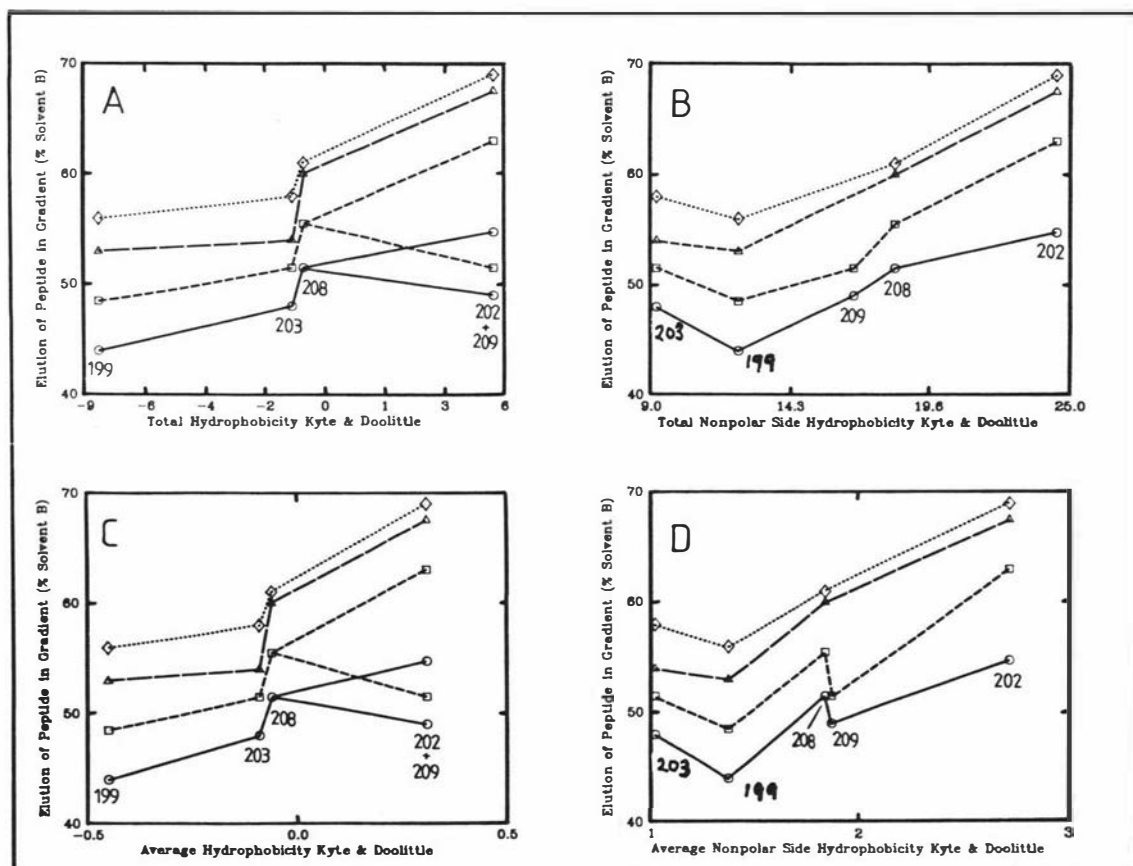 A
Elution of Peptide in Gradient (% Solvent B)
70
60
50
40
199
203
208
202
+
209
-9 -6 -4 -2 0 1 3 6
Total Hydrophobicity Kyte & Doolittle
B
Elution of Peptide in Gradient (% Solvent B)
70
60
50
40
203
199
209
208
202
9.0 14.3 19.6 25.0
Total Nonpolar Side Hydrophobicity Kyte & Doolittle
C
Elution of Peptide in Gradient (% Solvent B)
70
60
50
40
199
203
208
202
+
209
-0.5 0.0 0.5
Average Hydrophobicity Kyte & Doolittle
D
Elution of Peptide in Gradient (% Solvent B)
70
60
50
40
203
199
208
209
202
1 2 3
Average Nonpolar Side Hydrophobicity Kyte & Doolittle